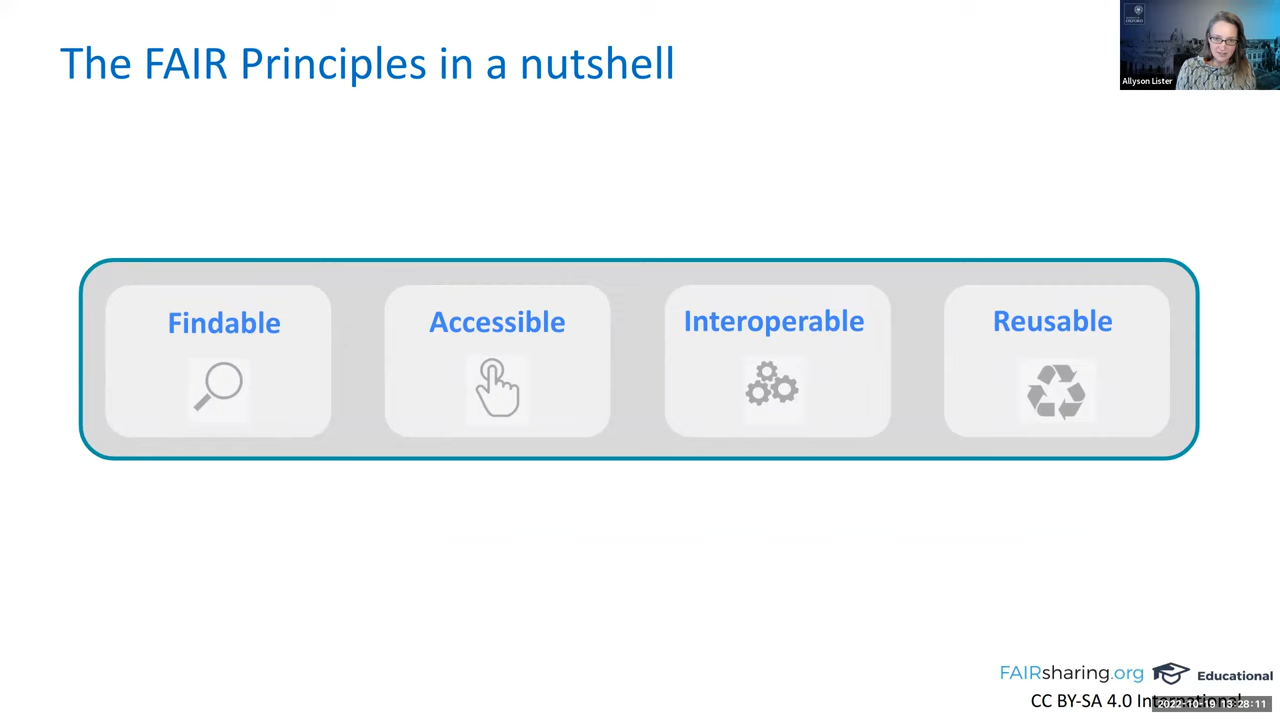 The FAIR Principles in a nutshell
Allyson Lister
Findable
Accessible
Interoperable
Reusable
FAIRsharing.org
Educational
CC BY-SA 4.0 International
2022-10-19 13:28:11